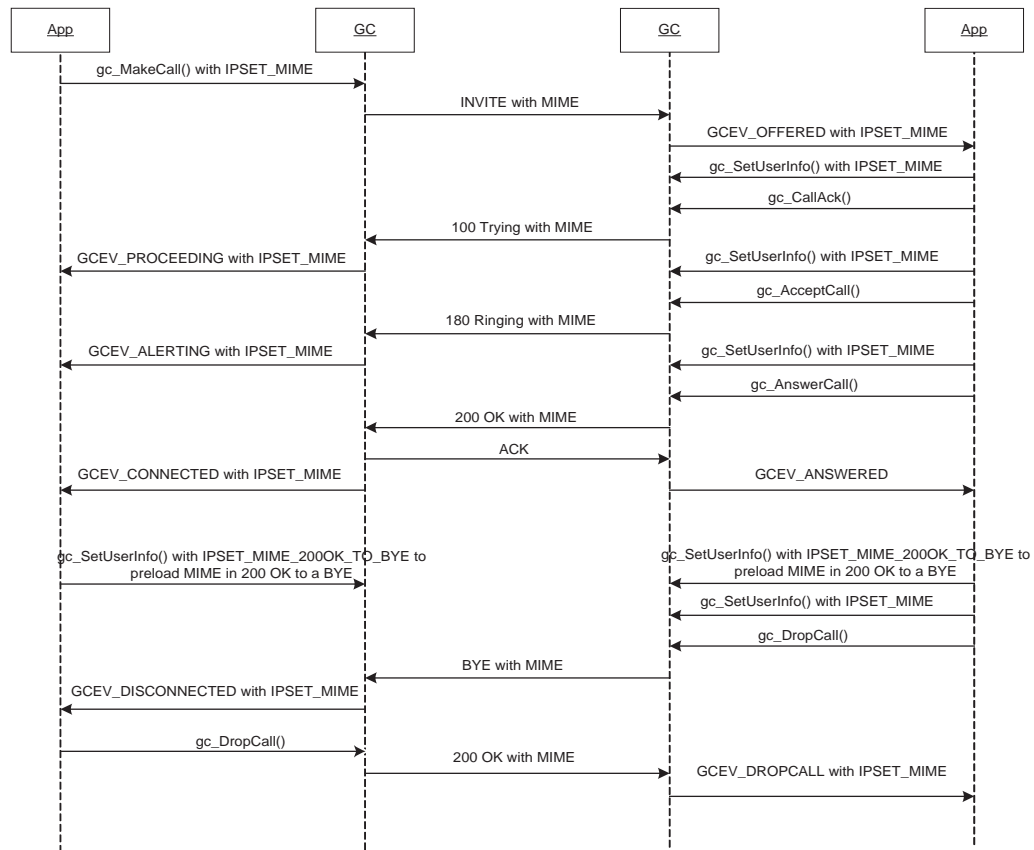 App
GC
GC
App
gc_MakeCall() with IPSET_MIME
INVITE with MIME
GCEV_OFFERED with IPSET_MIME
gc_SetUserInfo() with IPSET_MIME
gc_CallAck()
100 Trying with MIME
GCEV_PROCEEDING with IPSET_MIME
gc_SetUserInfo() with IPSET_MIME
gc_AcceptCall()
180 Ringing with MIME
GCEV_ALERTING with IPSET_MIME
gc_SetUserInfo() with IPSET_MIME
gc_AnswerCall()
200 OK with MIME
ACK
GCEV_CONNECTED with IPSET_MIME
GCEV_ANSWERED
gc_SetUserInfo() with IPSET_MIME_200OK_TO_BYE to
preload MIME in 200 OK to a BYE
gc_SetUserInfo() with IPSET_MIME_200OK_TO_BYE to
preload MIME in 200 OK to a BYE
gc_SetUserInfo() with IPSET_MIME
gc_DropCall()
BYE with MIME
GCEV_DISCONNECTED with IPSET_MIME
gc_DropCall()
200 OK with MIME
GCEV_DROPCALL with IPSET_MIME